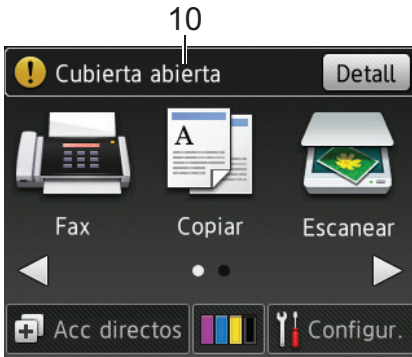 10
Cubierta abierta Detall
A
Fax Copiar Escanear
Acc directos Configur.